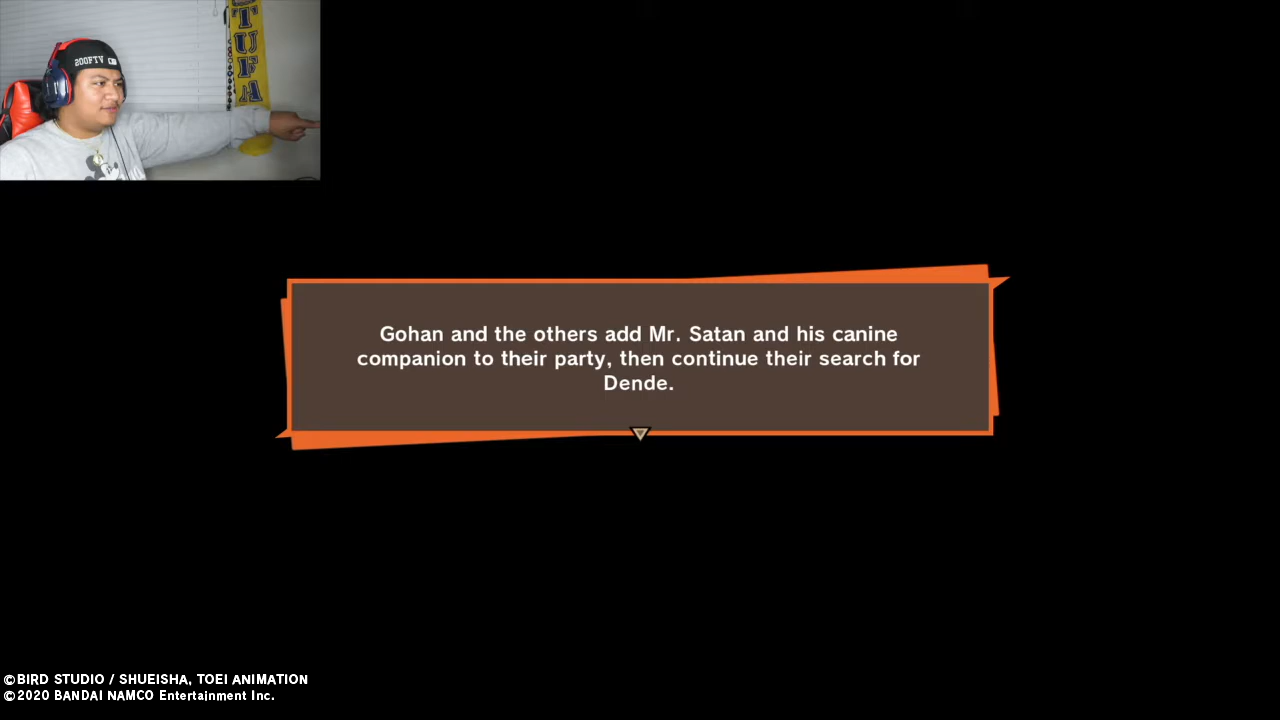 200FTV
Gohan and the others add Mr. Satan and his canine
companion to their party, then continue their search for
Dende.
©BIRD STUDIO / SHUEISHA, TOEI ANIMATION
©2020 BANDAI NAMCO Entertainment Inc.